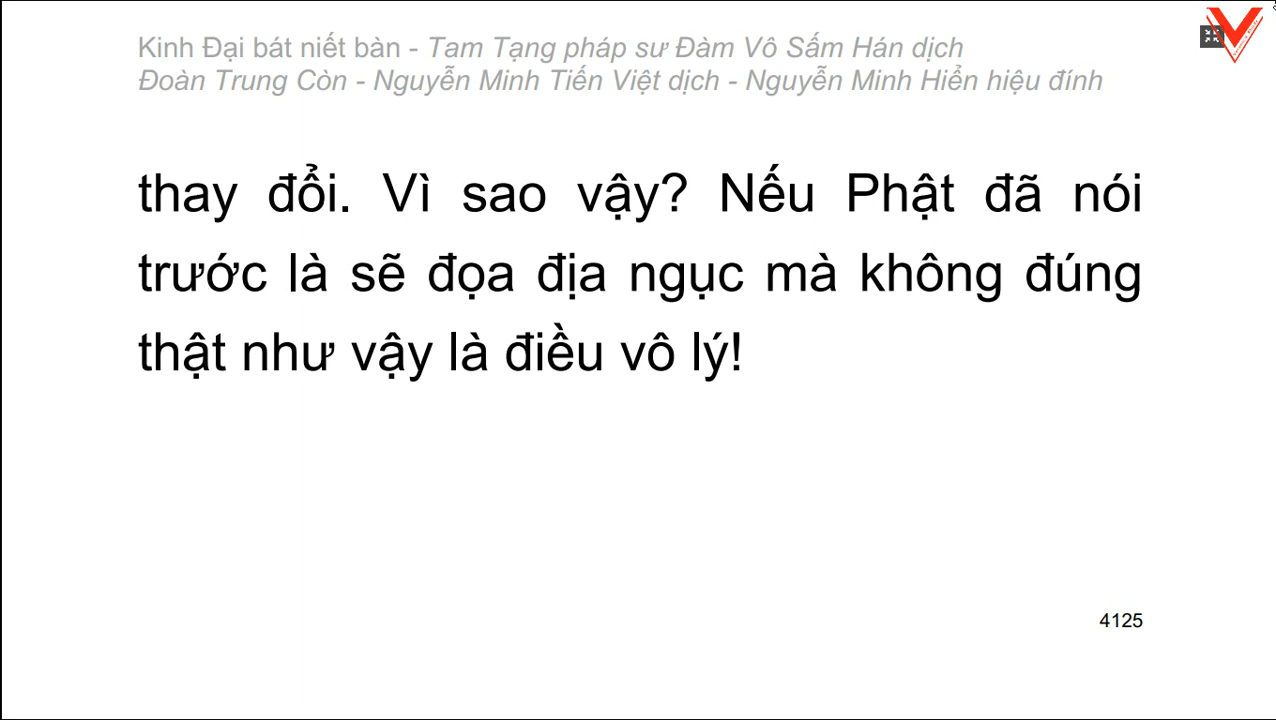 Kinh Đại bát niết bàn - Tam Tạng pháp sư Đàm Vô Sấm Hán dịch
Đoàn Trung Còn - Nguyễn Minh Tiến Việt dịch - Nguyễn Minh Hiển hiệu đính
thay đổi. Vì sao vậy? Nếu Phật đã nói
trước là sẽ đọa địa ngục mà không đúng
thật như vậy là điều vô lý!
4125